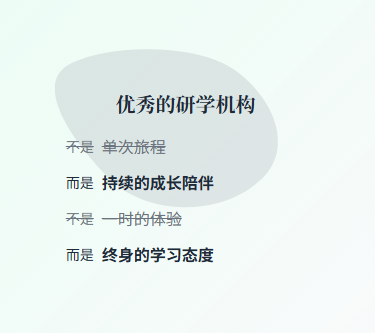 优秀的研学机构
不是 单次旅程
而是 持续的成长陪伴
不是 一时的体验
而是 终身的学习态度